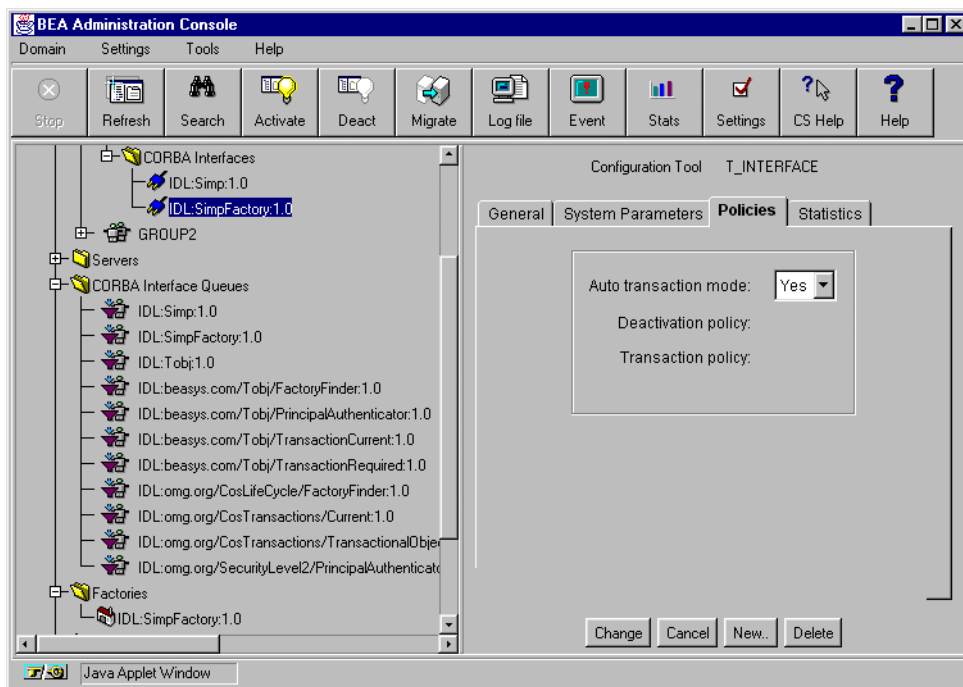 BEA Administration Console
Domain Settings Tools Help
Stop Refresh Search Activate Deact Migrate Log file Event Stats Settings CS Help Help
CORBA Interfaces
IDL:Simp:1.0
IDL:SimpFactory:1.0
GROUP2
Servers
CORBA Interface Queues
IDL:Simp:1.0
IDL:SimpFactory:1.0
IDL:Tobj:1.0
IDL:beasys.com/Tobj/FactoryFinder:1.0
IDL:beasys.com/Tobj/PrincipalAuthenticator:1.0
IDL:beasys.com/Tobj/TransactionCurrent:1.0
IDL:beasys.com/Tobj/TransactionRequired:1.0
IDL:omg.org/CosLifeCycle/FactoryFinder:1.0
IDL:omg.org/CosTransactions/Current:1.0
IDL:omg.org/CosTransactions/TransactionalObje
IDL:omg.org/SecurityLevel2/PrincipalAuthenticato
Factories
IDL:SimpFactory:1.0
Configuration Tool T_INTERFACE
General System Parameters Policies Statistics
Auto transaction mode: Yes
Deactivation policy:
Transaction policy:
Change Cancel New.. Delete
Java Applet Window